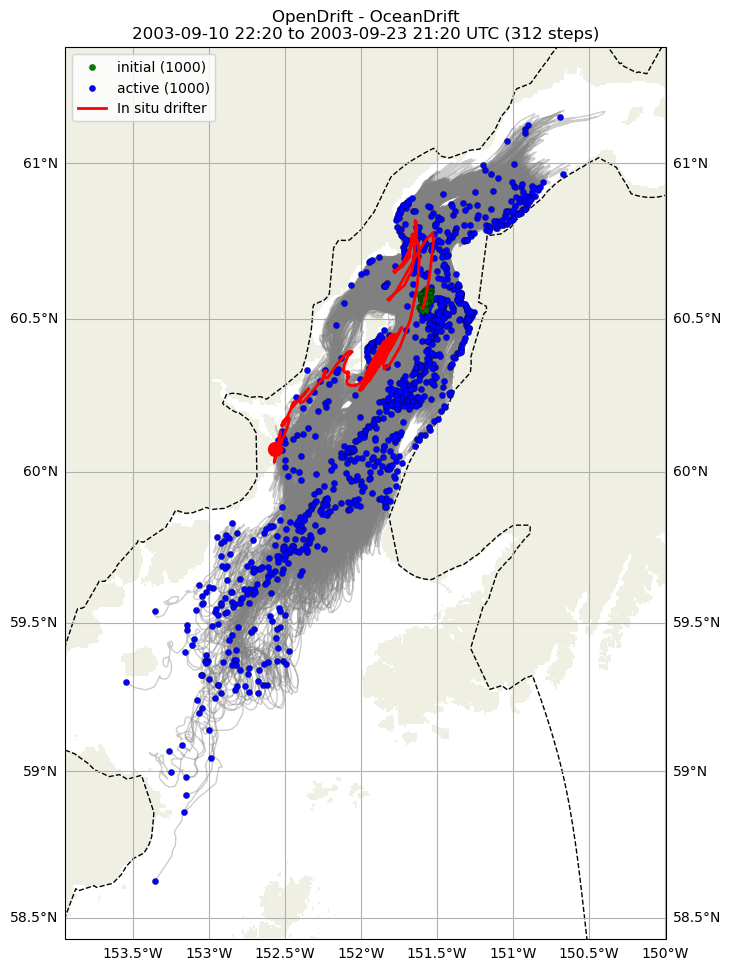 OpenDrift - OceanDrift
2003-09-10 22:20 to 2003-09-23 21:20 UTC (312 steps)
initial (1000)
active (1000)
In situ drifter
61°N
61°N
60.5°N
60.5°N
60°N
60°N
59.5°N
59.5°N
59°N
59°N
58.5°N
58.5°N
153.5°W 153°W 152.5°W 152°W 151.5°W 151°W 150.5°W 150°W